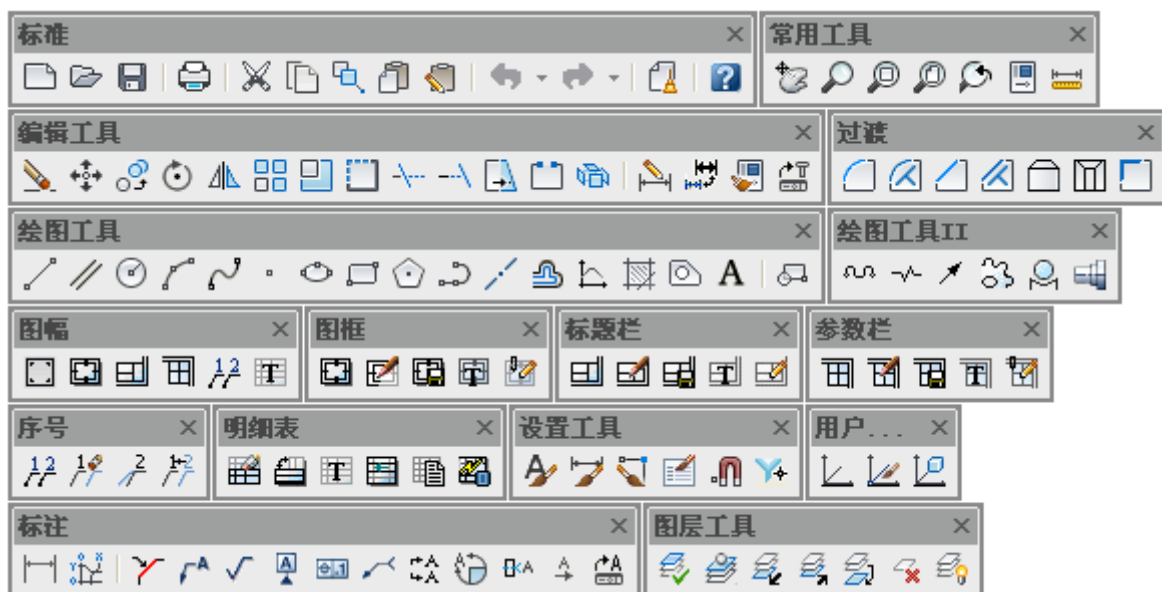 标准 常用工具
编辑工具 过渡
绘图工具 绘图工具II
图幅 图框 标题栏 参数栏
序号 明细表 设置工具 用户...
标注 图层工具